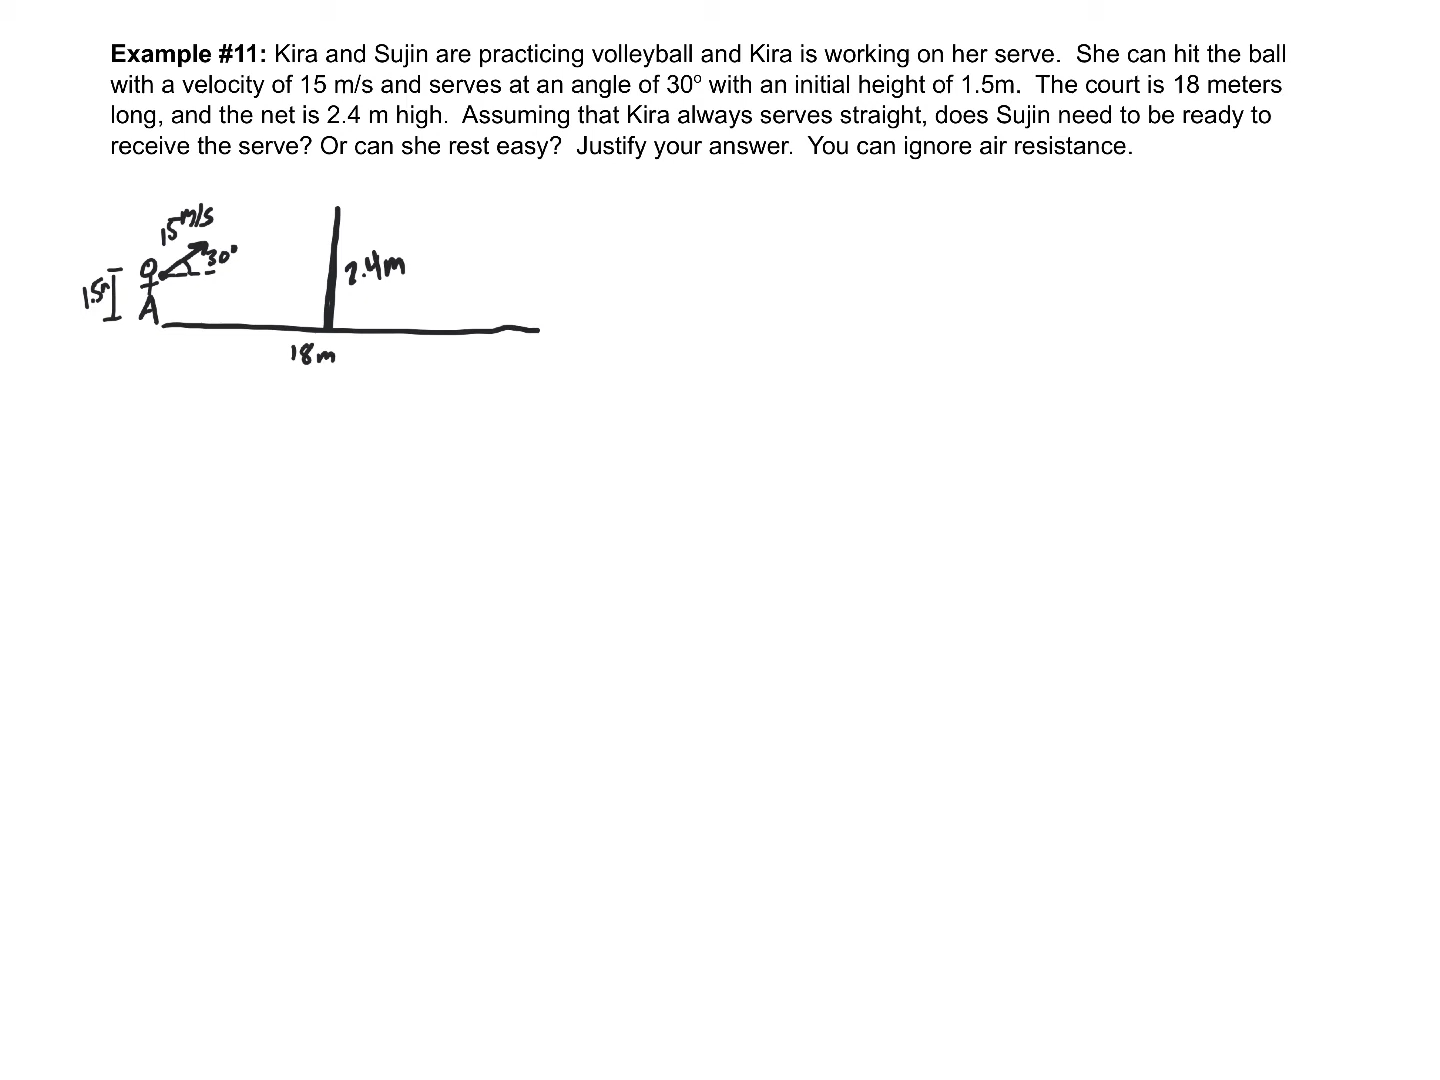 Example #11: Kira and Sujin are practicing volleyball and Kira is working on her serve. She can hit the ball
with a velocity of 15 m/s and serves at an angle of 30° with an initial height of 1.5m. The court is 18 meters
long, and the net is 2.4 m high. Assuming that Kira always serves straight, does Sujin need to be ready to
receive the serve? Or can she rest easy? Justify your answer. You can ignore air resistance.
15 m/s
30°
2.4m
1.5m
18m